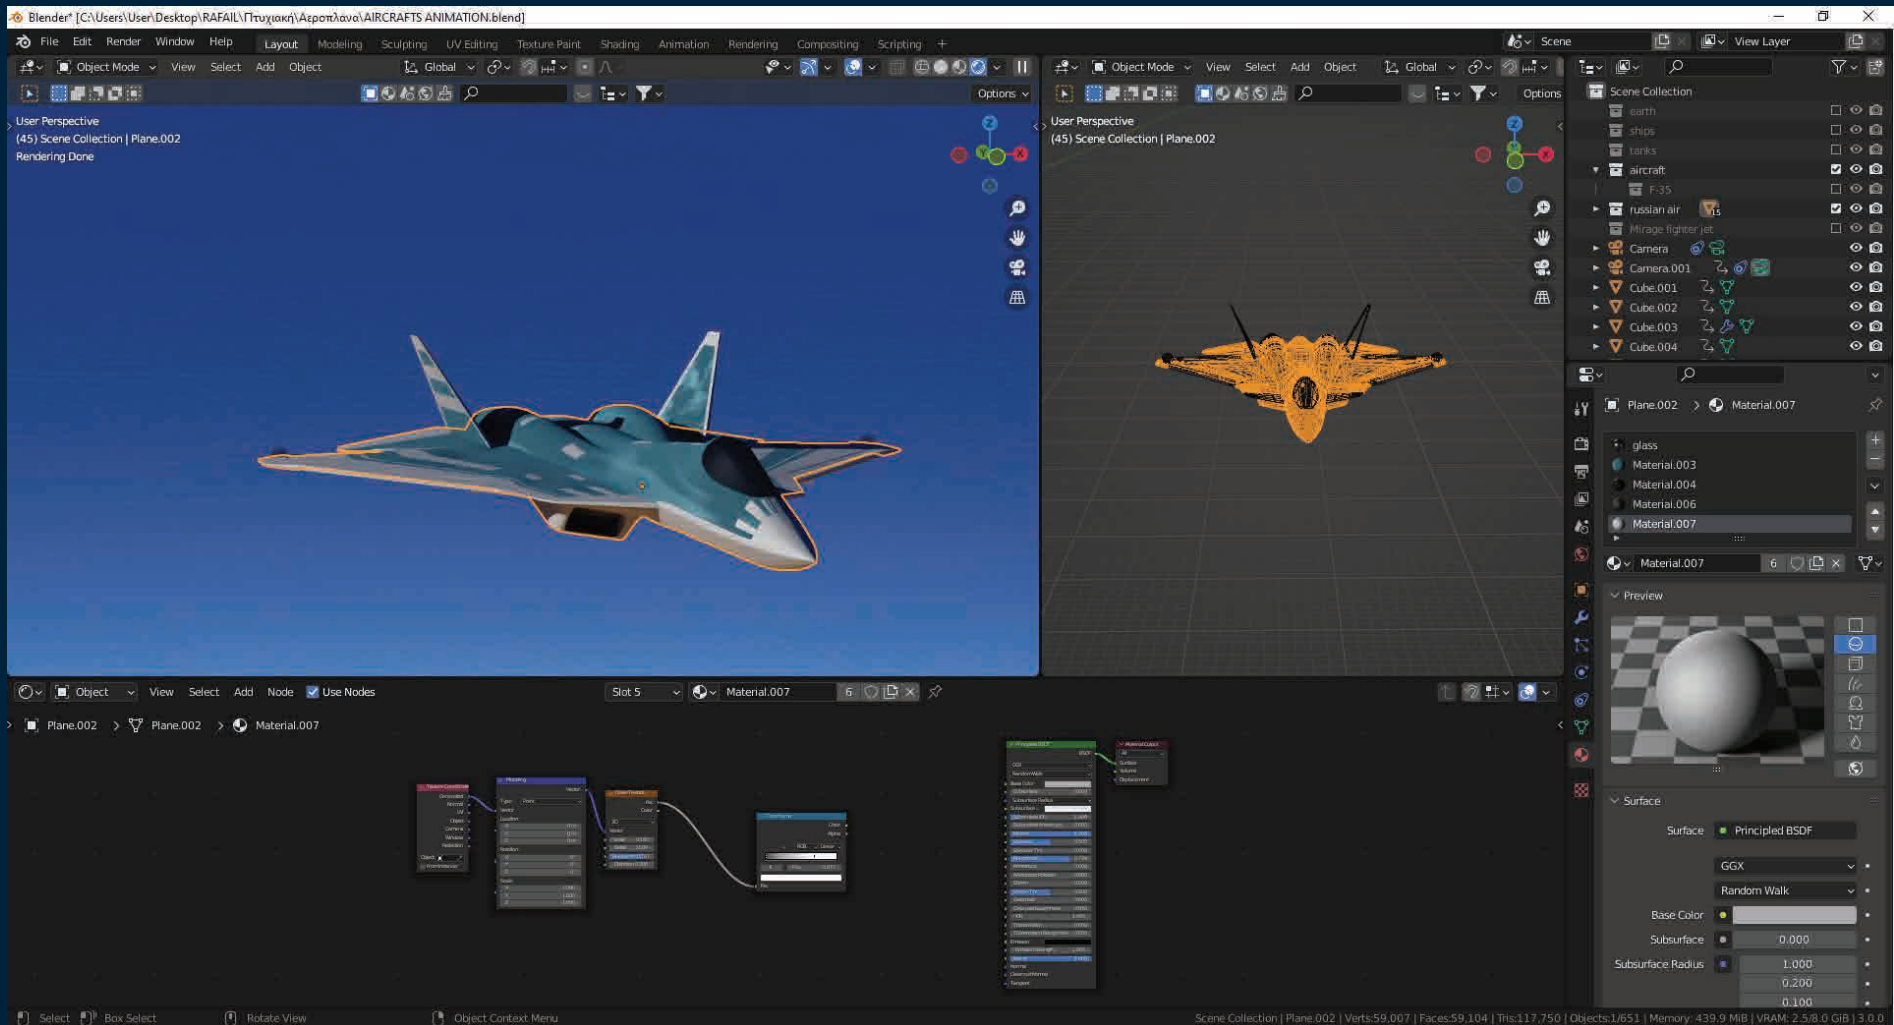 Blender* [C:\Users\User\Desktop\RAFAIL\Πτυχιακή\Αεροπλάνα\AIRCRAFTS ANIMATION.blend]
File Edit Render Window Help Layout Modeling Sculpting UV Editing Texture Paint Shading Animation Rendering Compositing Scripting + Scene View Layer
Object Mode View Select Add Object Global
Options
User Perspective
(45) Scene Collection | Plane.002
Rendering Done
Z
Y
X
Object Mode View Select Add Object Global
Options
User Perspective
(45) Scene Collection | Plane.002
Z
X
Scene Collection
earth
ships
tanks
aircraft
F-35
russian air 15
Mirage fighter jet
Camera
Camera.001
Cube.001
Cube.002
Cube.003
Cube.004
Plane.002 > Material.007
glass
Material.003
Material.004
Material.006
Material.007
Material.007 6
Preview
Surface
Surface Principled BSDF
GGX
Random Walk
Base Color
Subsurface 0.000
Subsurface Radius 1.000
0.200
0.100
Object View Select Add Node Use Nodes Slot 5 Material.007 6
Plane.002 > Plane.002 > Material.007
Select Box Select Rotate View Object Context Menu
Scene Collection | Plane.002 | Verts:59,007 | Faces:59,104 | Tris:117,750 | Objects:1/651 | Memory: 439.9 MiB | VRAM: 2.5/8.0 GiB | 3.0.0